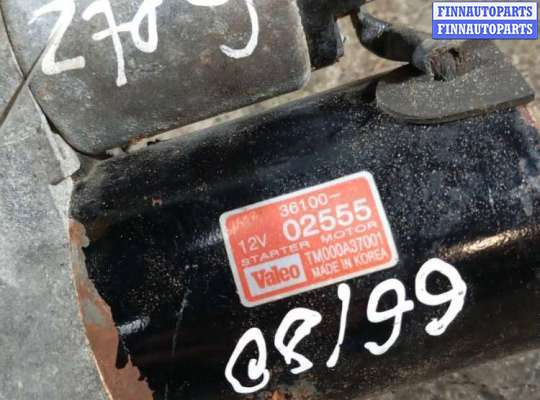 FINNAUTOPARTS
FINNAUTOPARTS
36100-
12V 02555
STARTER MOTOR
Valeo TM000A37001
MADE IN KOREA
08/99